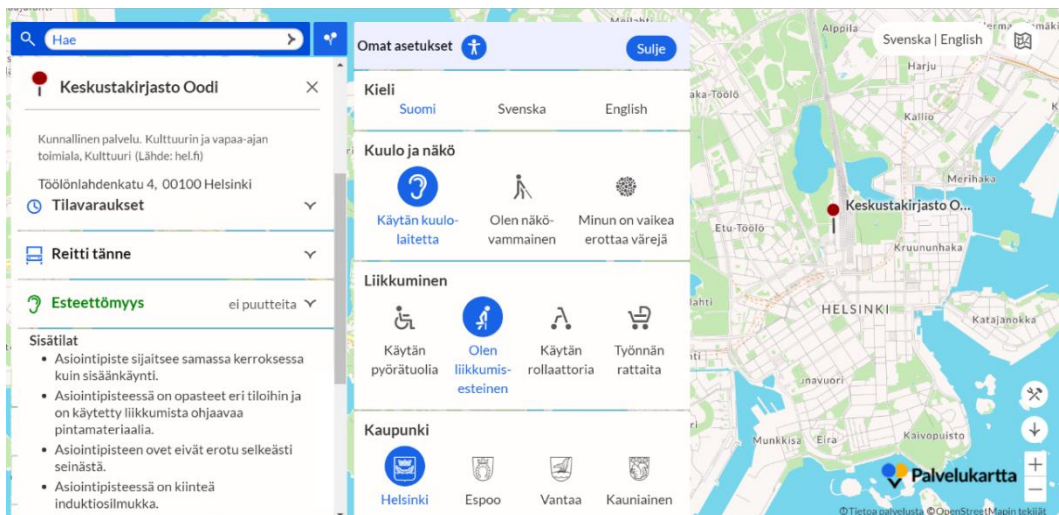 Hae
Keskustakirjasto Oodi
Kunnallinen palvelu. Kulttuurin ja vapaa-ajan
toimiala, Kulttuuri (Lähde: hel.fi)
Töölönlahdenkatu 4, 00100 Helsinki
Tilavaraukset
Reitti tänne
Esteettömyys
ei puutteita
Sisätilat
• Asiointipiste sijaitsee samassa kerroksessa
kuin sisäänkäynti.
• Asiointipisteessä on opasteet eri tiloihin ja
on käytetty liikkumista ohjaavaa
pintamateriaalia.
• Asiointipisteen ovet eivät erotu selkeästi
seinästä.
• Asiointipisteessä on kiinteä
induktiosilmukka.
Omat asetukset
Sulje
Kieli
Suomi
Svenska
English
Kuulo ja näkö
Käytän kuulo-
laitetta
Olen näkö-
vammainen
Minun on vaikea
erottaa värejä
Liikkuminen
Käytän
pyörätuolia
Olen
liikkumis-
esteinen
Käytän
rollaattoria
Työnnän
rattaita
Kaupunki
Helsinki
Espoo
Vantaa
Kauniainen
Svenska | English
Meilahti
Alppila
Harju
aka-Töölö
Kallio
Merihaka
Keskustakirjasto O...
Etu-Töölö
Kruununhaka
HELSINKI
Katajanokka
unavuori
Munkkisa
Eira
Kaivopuisto
Palvelukartta
©Tietoa palvelusta ©OpenStreetMapin tekijät